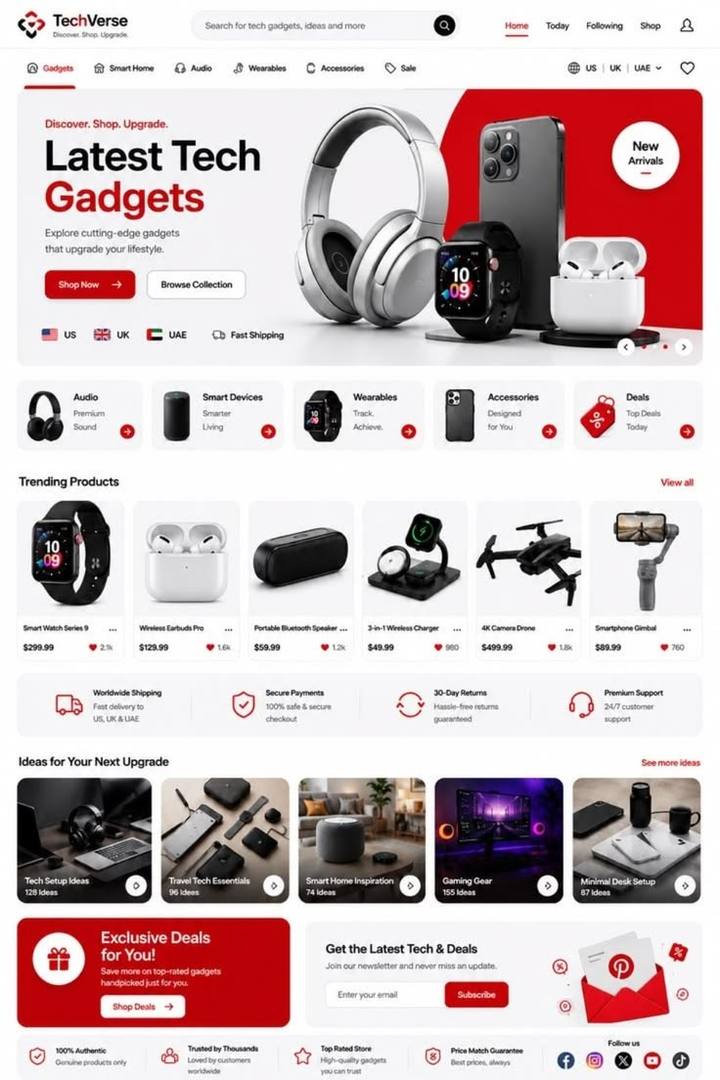 TechVerse
Discover. Shop. Upgrade.
Search for tech gadgets, ideas and more
Home
Today
Following
Shop
Gadgets
Smart Home
Audio
Wearables
Accessories
Sale
US | UK | UAE
Discover. Shop. Upgrade.
Latest Tech
Gadgets
Explore cutting-edge gadgets
that upgrade your lifestyle.
Shop Now
Browse Collection
US
UK
UAE
Fast Shipping
New
Arrivals
10
09
Audio
Premium
Sound
Smart Devices
Smarter
Living
Wearables
Track.
Achieve.
Accessories
Designed
for You
Deals
Top Deals
Today
%
Trending Products
View all
10
09
Smart Watch Series 9 ...
$299.99
2.1k
Wireless Earbuds Pro ...
$129.99
1.6k
Portable Bluetooth Speaker ...
$59.99
1.2k
3-in-1 Wireless Charger ...
$49.99
980
4K Camera Drone ...
$499.99
1.8k
Smartphone Gimbal ...
$89.99
760
Worldwide Shipping
Fast delivery to
US, UK & UAE
Secure Payments
100% safe & secure
checkout
30-Day Returns
Hassle-free returns
guaranteed
Premium Support
24/7 customer
support
Ideas for Your Next Upgrade
See more ideas
Tech Setup Ideas
128 Ideas
Travel Tech Essentials
96 Ideas
Smart Home Inspiration
74 Ideas
Gaming Gear
155 Ideas
Minimal Desk Setup
87 Ideas
Exclusive Deals
for You!
Save more on top-rated gadgets
handpicked just for you.
Shop Deals
Get the Latest Tech & Deals
Join our newsletter and never miss an update.
Enter your email
Subscribe
%
100% Authentic
Genuine products only
Trusted by Thousands
Loved by customers
worldwide
Top Rated Store
High-quality gadgets
you can trust
Price Match Guarantee
Best prices, always
Follow us